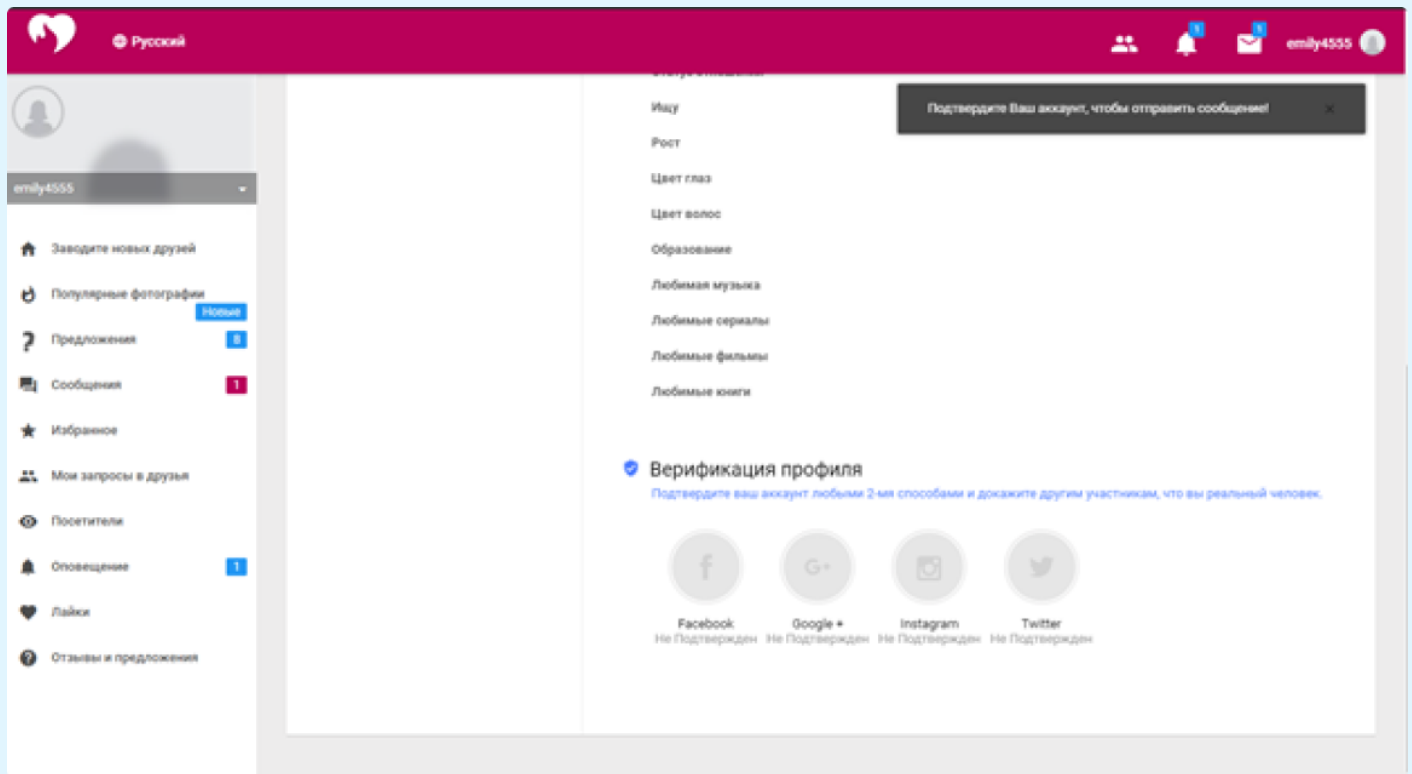 Русский
1
1
emily4555
emily4555
Заводите новых друзей
Популярные фотографии
Новые
Предложения
8
Сообщения
1
Избранное
Мои запросы в друзья
Посетители
Оповещение
1
Лайки
Отзывы и предложения
Подтвердите Ваш аккаунт, чтобы отправить сообщение!
Ищу
Рост
Цвет глаз
Цвет волос
Образование
Любимая музыка
Любимые сериалы
Любимые фильмы
Любимые книги
Верификация профиля
Подтвердите ваш аккаунт любыми 2-мя способами и докажите другим участникам, что вы реальный человек.
Facebook Google + Instagram Twitter
Не Подтвержден Не Подтвержден Не Подтвержден Не Подтвержден